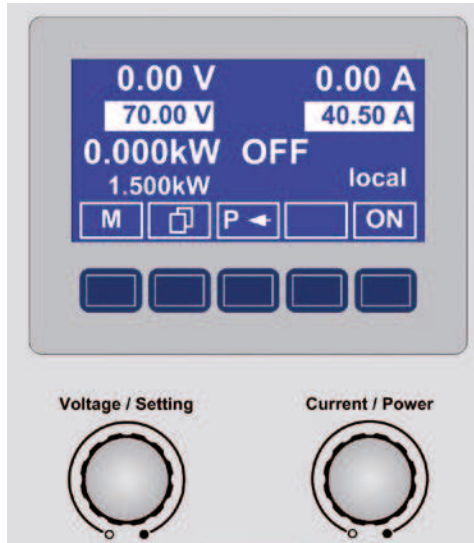 0.00 V 0.00 A
70.00 V 40.50 A
0.000kW OFF
1.500kW local
M P ON
Voltage / Setting Current / Power